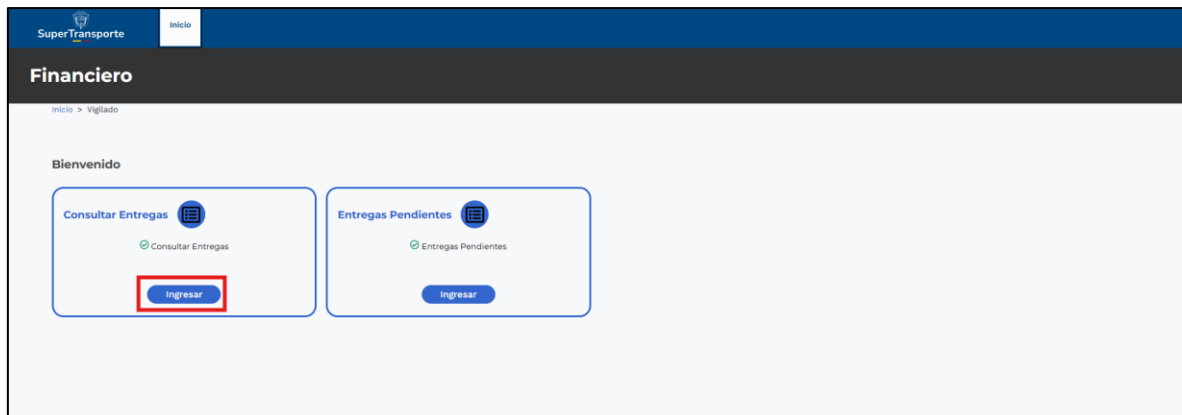 SuperTransporte
Inicio
Financiero
Inicio > Vigilado
Bienvenido
Consultar Entregas
Consultar Entregas
Ingresar
Entregas Pendientes
Entregas Pendientes
Ingresar